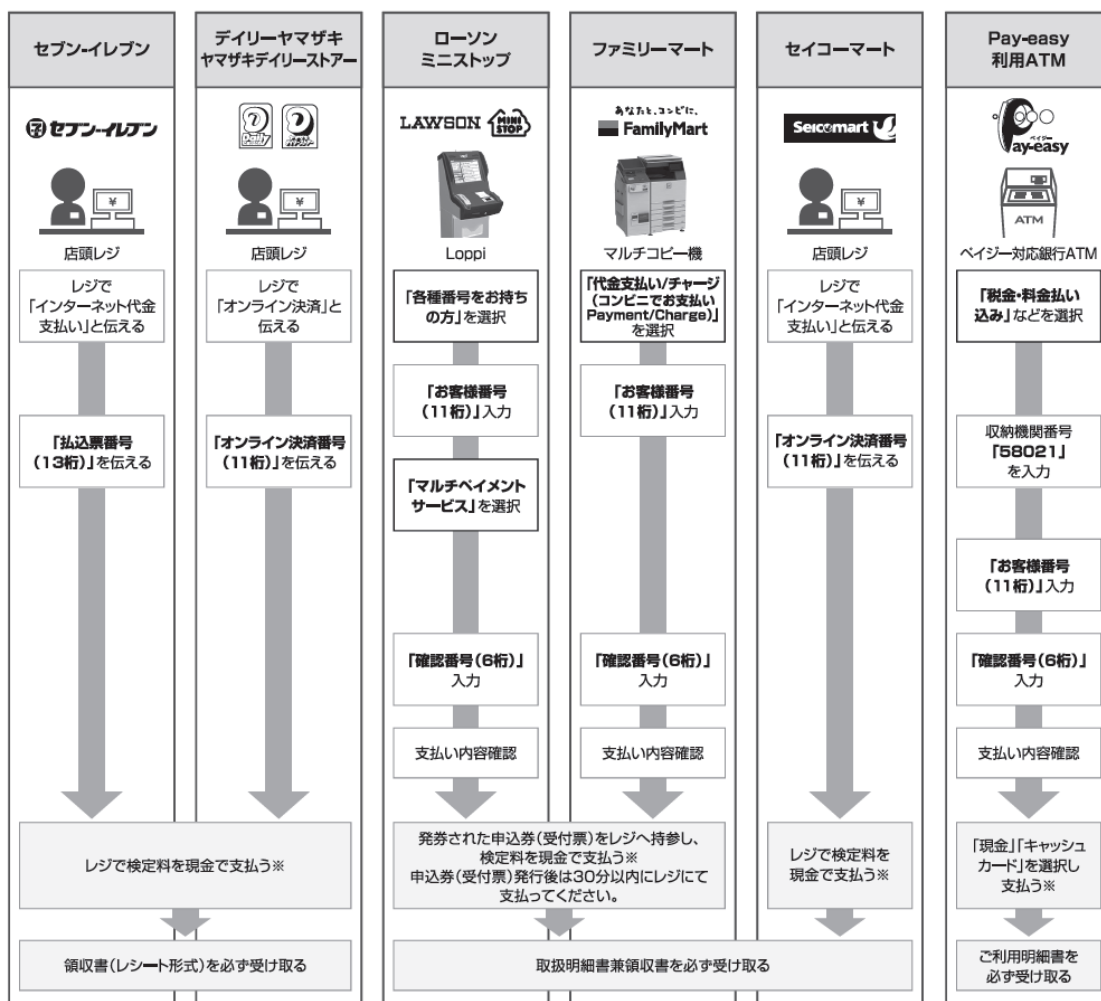 セブン-イレブン
デイリーヤマザキ
ヤマザキデイリーストアー
ローソン
ミニストップ
ファミリーマート
セイコーマート
Pay-easy
利用ATM
セブン-イレブン
Daily
LAWSON
MINI
STOP
あなたと、コンビに、
FamilyMart
Seicomart
ペイジー
Pay-easy
¥
¥
¥
ATM
店頭レジ
店頭レジ
Loppi
マルチコピー機
店頭レジ
ペイジー対応銀行ATM
レジで
「インターネット代金
支払い」と伝える
レジで
「オンライン決済」と
伝える
「各種番号をお持ち
の方」を選択
「代金支払い/チャージ
(コンビニでお支払い
Payment/Charge)」
を選択
レジで
「インターネット代金
支払い」と伝える
「税金・料金払い
込み」などを選択
「お客様番号
(11桁)」入力
「お客様番号
(11桁)」入力
「払込票番号
(13桁)」を伝える
「オンライン決済番号
(11桁)」を伝える
「マルチペイメント
サービス」を選択
「オンライン決済番号
(11桁)」を伝える
収納機関番号
「58021」
を入力
「お客様番号
(11桁)」入力
「確認番号(6桁)」
入力
「確認番号(6桁)」
入力
「確認番号(6桁)」
入力
支払い内容確認
支払い内容確認
支払い内容確認
レジで検定料を現金で支払う※
発券された申込券(受付票)をレジへ持参し、
検定料を現金で支払う※
申込券(受付票)発行後は30分以内にレジにて
支払ってください。
レジで検定料を
現金で支払う※
「現金」「キャッシュ
カード」を選択し
支払う※
領収書(レシート形式)を必ず受け取る
取扱明細書兼領収書を必ず受け取る
ご利用明細書を
必ず受け取る